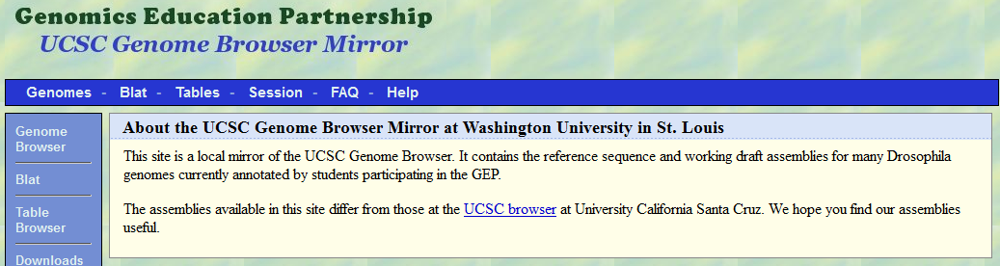 Genomics Education Partnership
UCSC Genome Browser Mirror
Genomes - Blat - Tables - Session - FAQ - Help
Genome
Browser
Blat
Table
Browser
Downloads
About the UCSC Genome Browser Mirror at Washington University in St. Louis
This site is a local mirror of the UCSC Genome Browser. It contains the reference sequence and working draft assemblies for many Drosophila
genomes currently annotated by students participating in the GEP.
The assemblies available in this site differ from those at the UCSC browser at University California Santa Cruz. We hope you find our assemblies
useful.